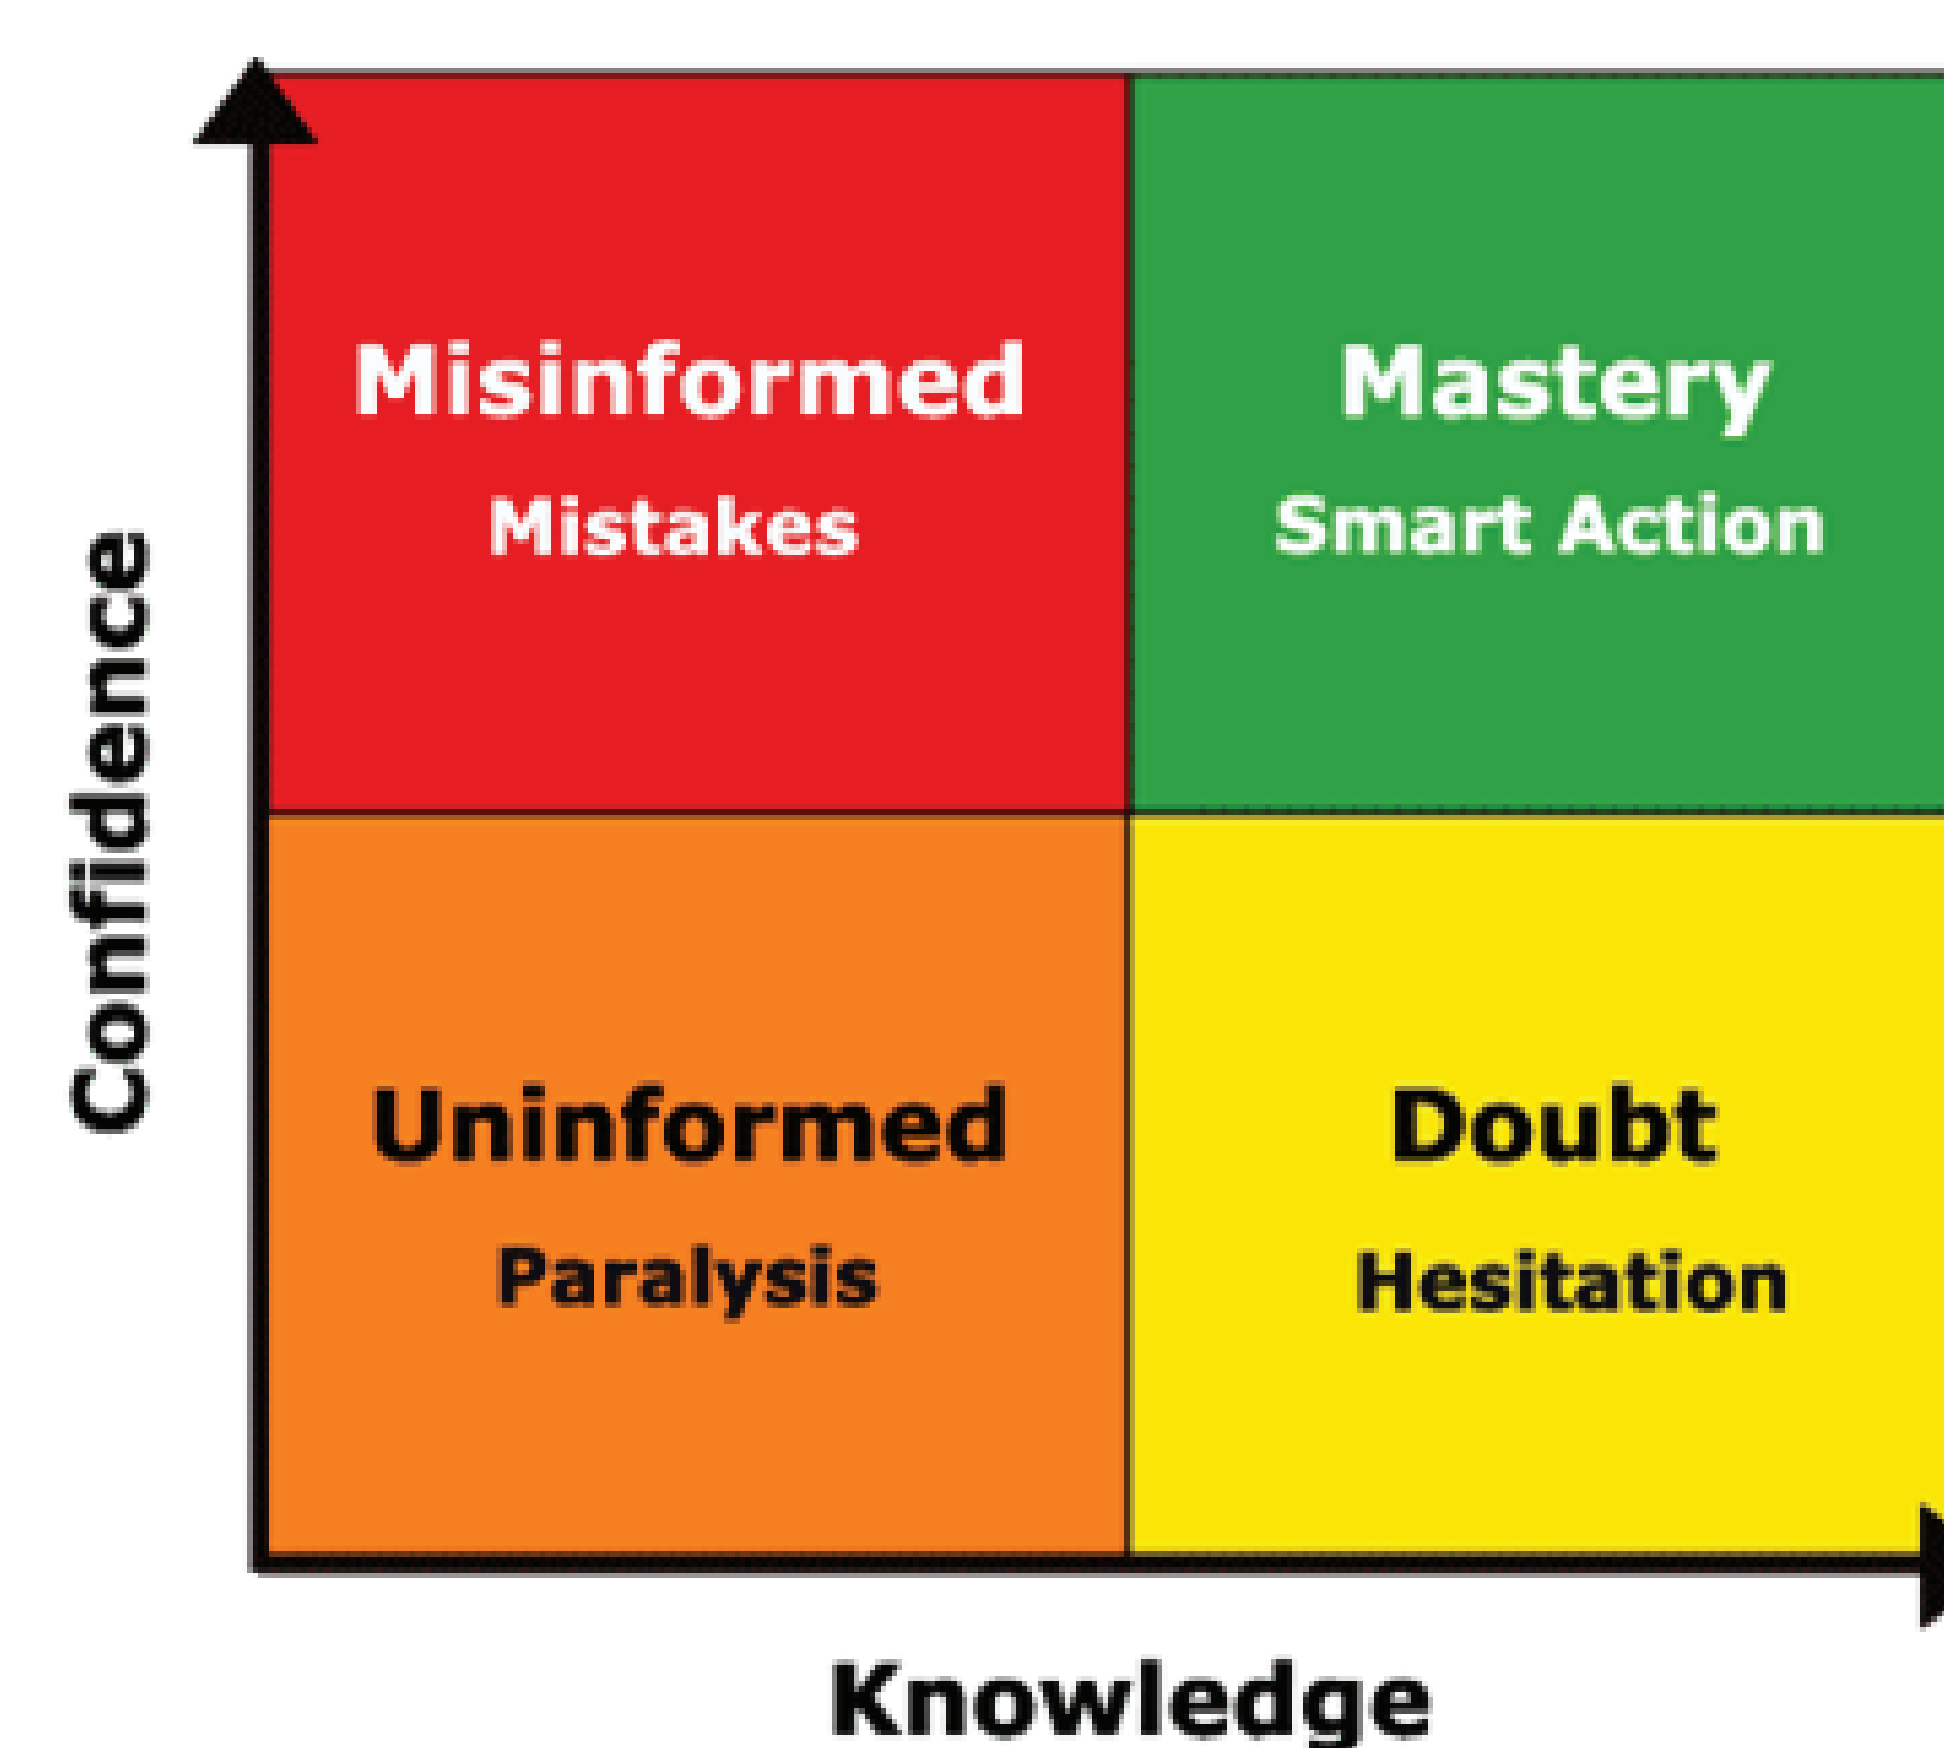 Confidence
Misinformed
Mistakes
Mastery
Smart Action
Uninformed
Paralysis
Doubt
Hesitation
Knowledge